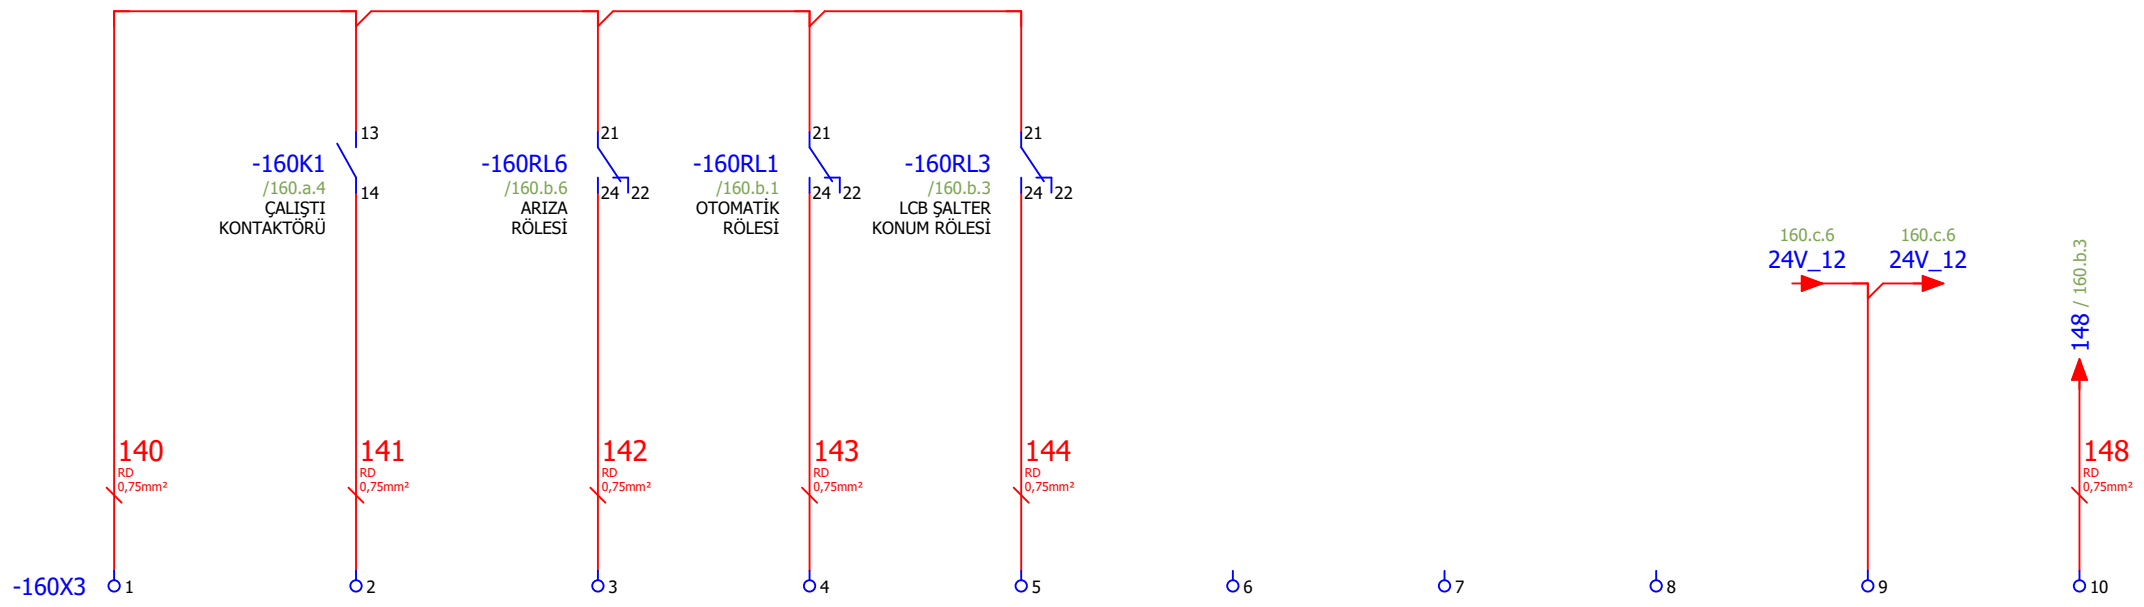 13
-160K1
/160.a.4
14
ÇALIŞTI
KONTAKTÖRÜ
21
-160RL6
/160.b.6
24 22
ARIZA
RÖLESİ
21
-160RL1
/160.b.1
24 22
OTOMATİK
RÖLESİ
21
-160RL3
/160.b.3
24 22
LCB ŞALTER
KONUM RÖLESİ
160.c.6
24V_12
160.c.6
24V_12
148 / 160.b.3
140
RD
0,75mm²
141
RD
0,75mm²
142
RD
0,75mm²
143
RD
0,75mm²
144
RD
0,75mm²
148
RD
0,75mm²
-160X3 1 2 3 4 5 6 7 8 9 10